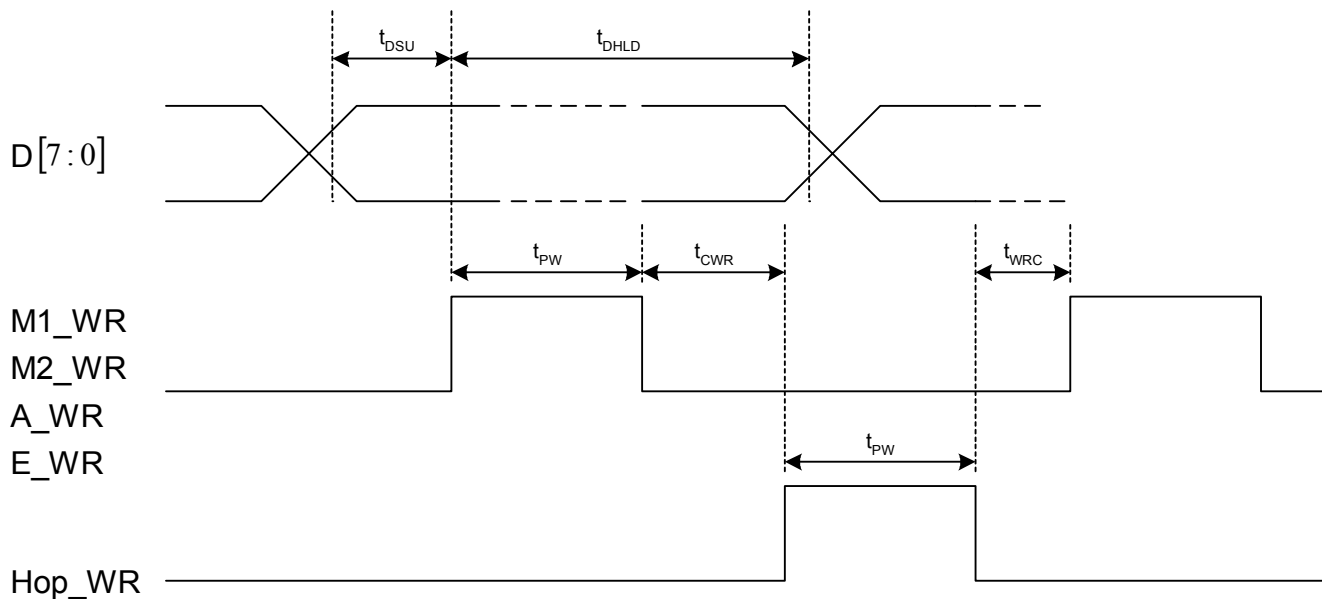 tDSU
tDHLD
D[7:0]
tPW
tCWR
tWRC
M1_WR
M2_WR
A_WR
E_WR
tPW
Hop_WR